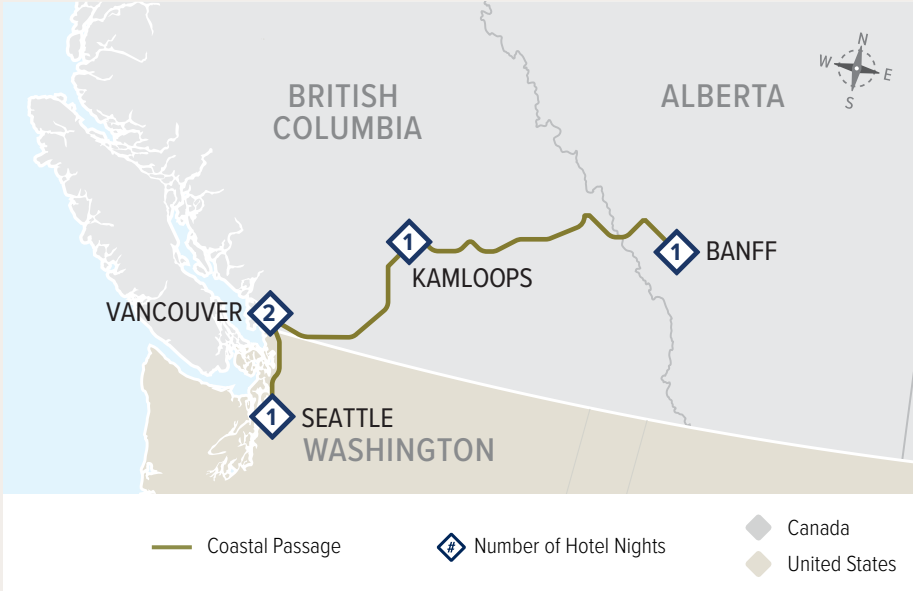 N
W
E
S
BRITISH
COLUMBIA
ALBERTA
1
KAMLOOPS
1
BANFF
VANCOUVER
2
1
SEATTLE
WASHINGTON
Coastal Passage
#
Number of Hotel Nights
Canada
United States